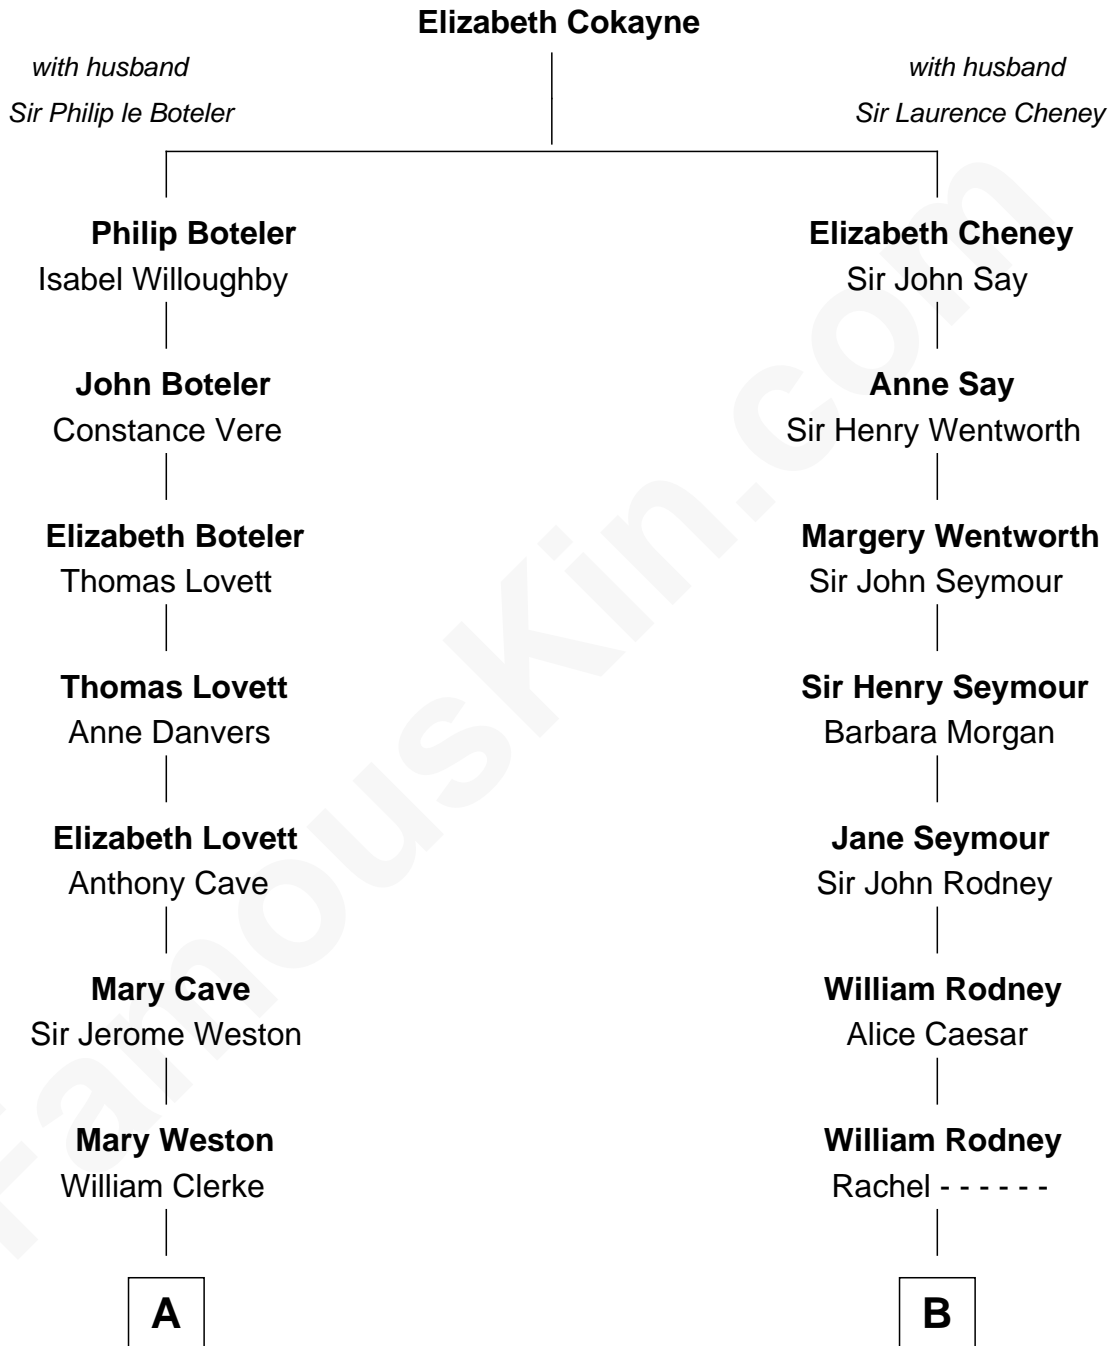 Elizabeth Cokayne
with husband
Sir Philip le Boteler
with husband
Sir Laurence Cheney
Philip Boteler
Isabel Willoughby
Elizabeth Cheney
Sir John Say
John Boteler
Constance Vere
Anne Say
Sir Henry Wentworth
Elizabeth Boteler
Thomas Lovett
Margery Wentworth
Sir John Seymour
Thomas Lovett
Anne Danvers
Sir Henry Seymour
Barbara Morgan
Elizabeth Lovett
Anthony Cave
Jane Seymour
Sir John Rodney
Mary Cave
Sir Jerome Weston
William Rodney
Alice Caesar
Mary Weston
William Clerke
William Rodney
Rachel - - - - - -
A
B
FamousKin.com